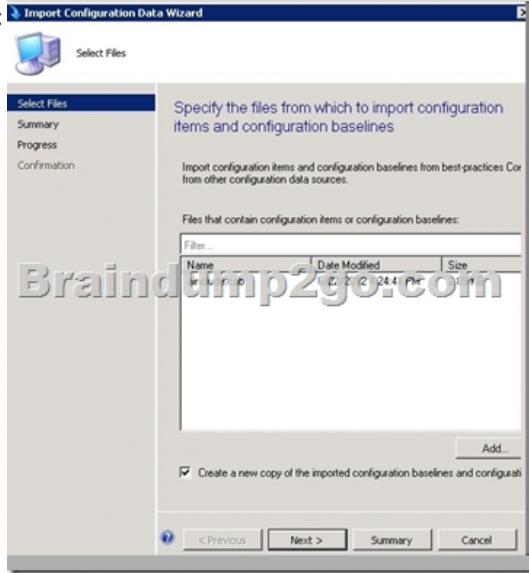 Import Configuration Data Wizard
Select Files
Select Files
Summary
Progress
Confirmation
Specify the files from which to import configuration
items and configuration baselines
Import configuration items and configuration baselines from best-practices Cor
from other configuration data sources.
Files that contain configuration items or configuration baselines:
Filter...
Name Date Modified Size
Braindump2go.com
Add...
Create a new copy of the imported configuration baselines and configurati
< Previous Next > Summary Cancel